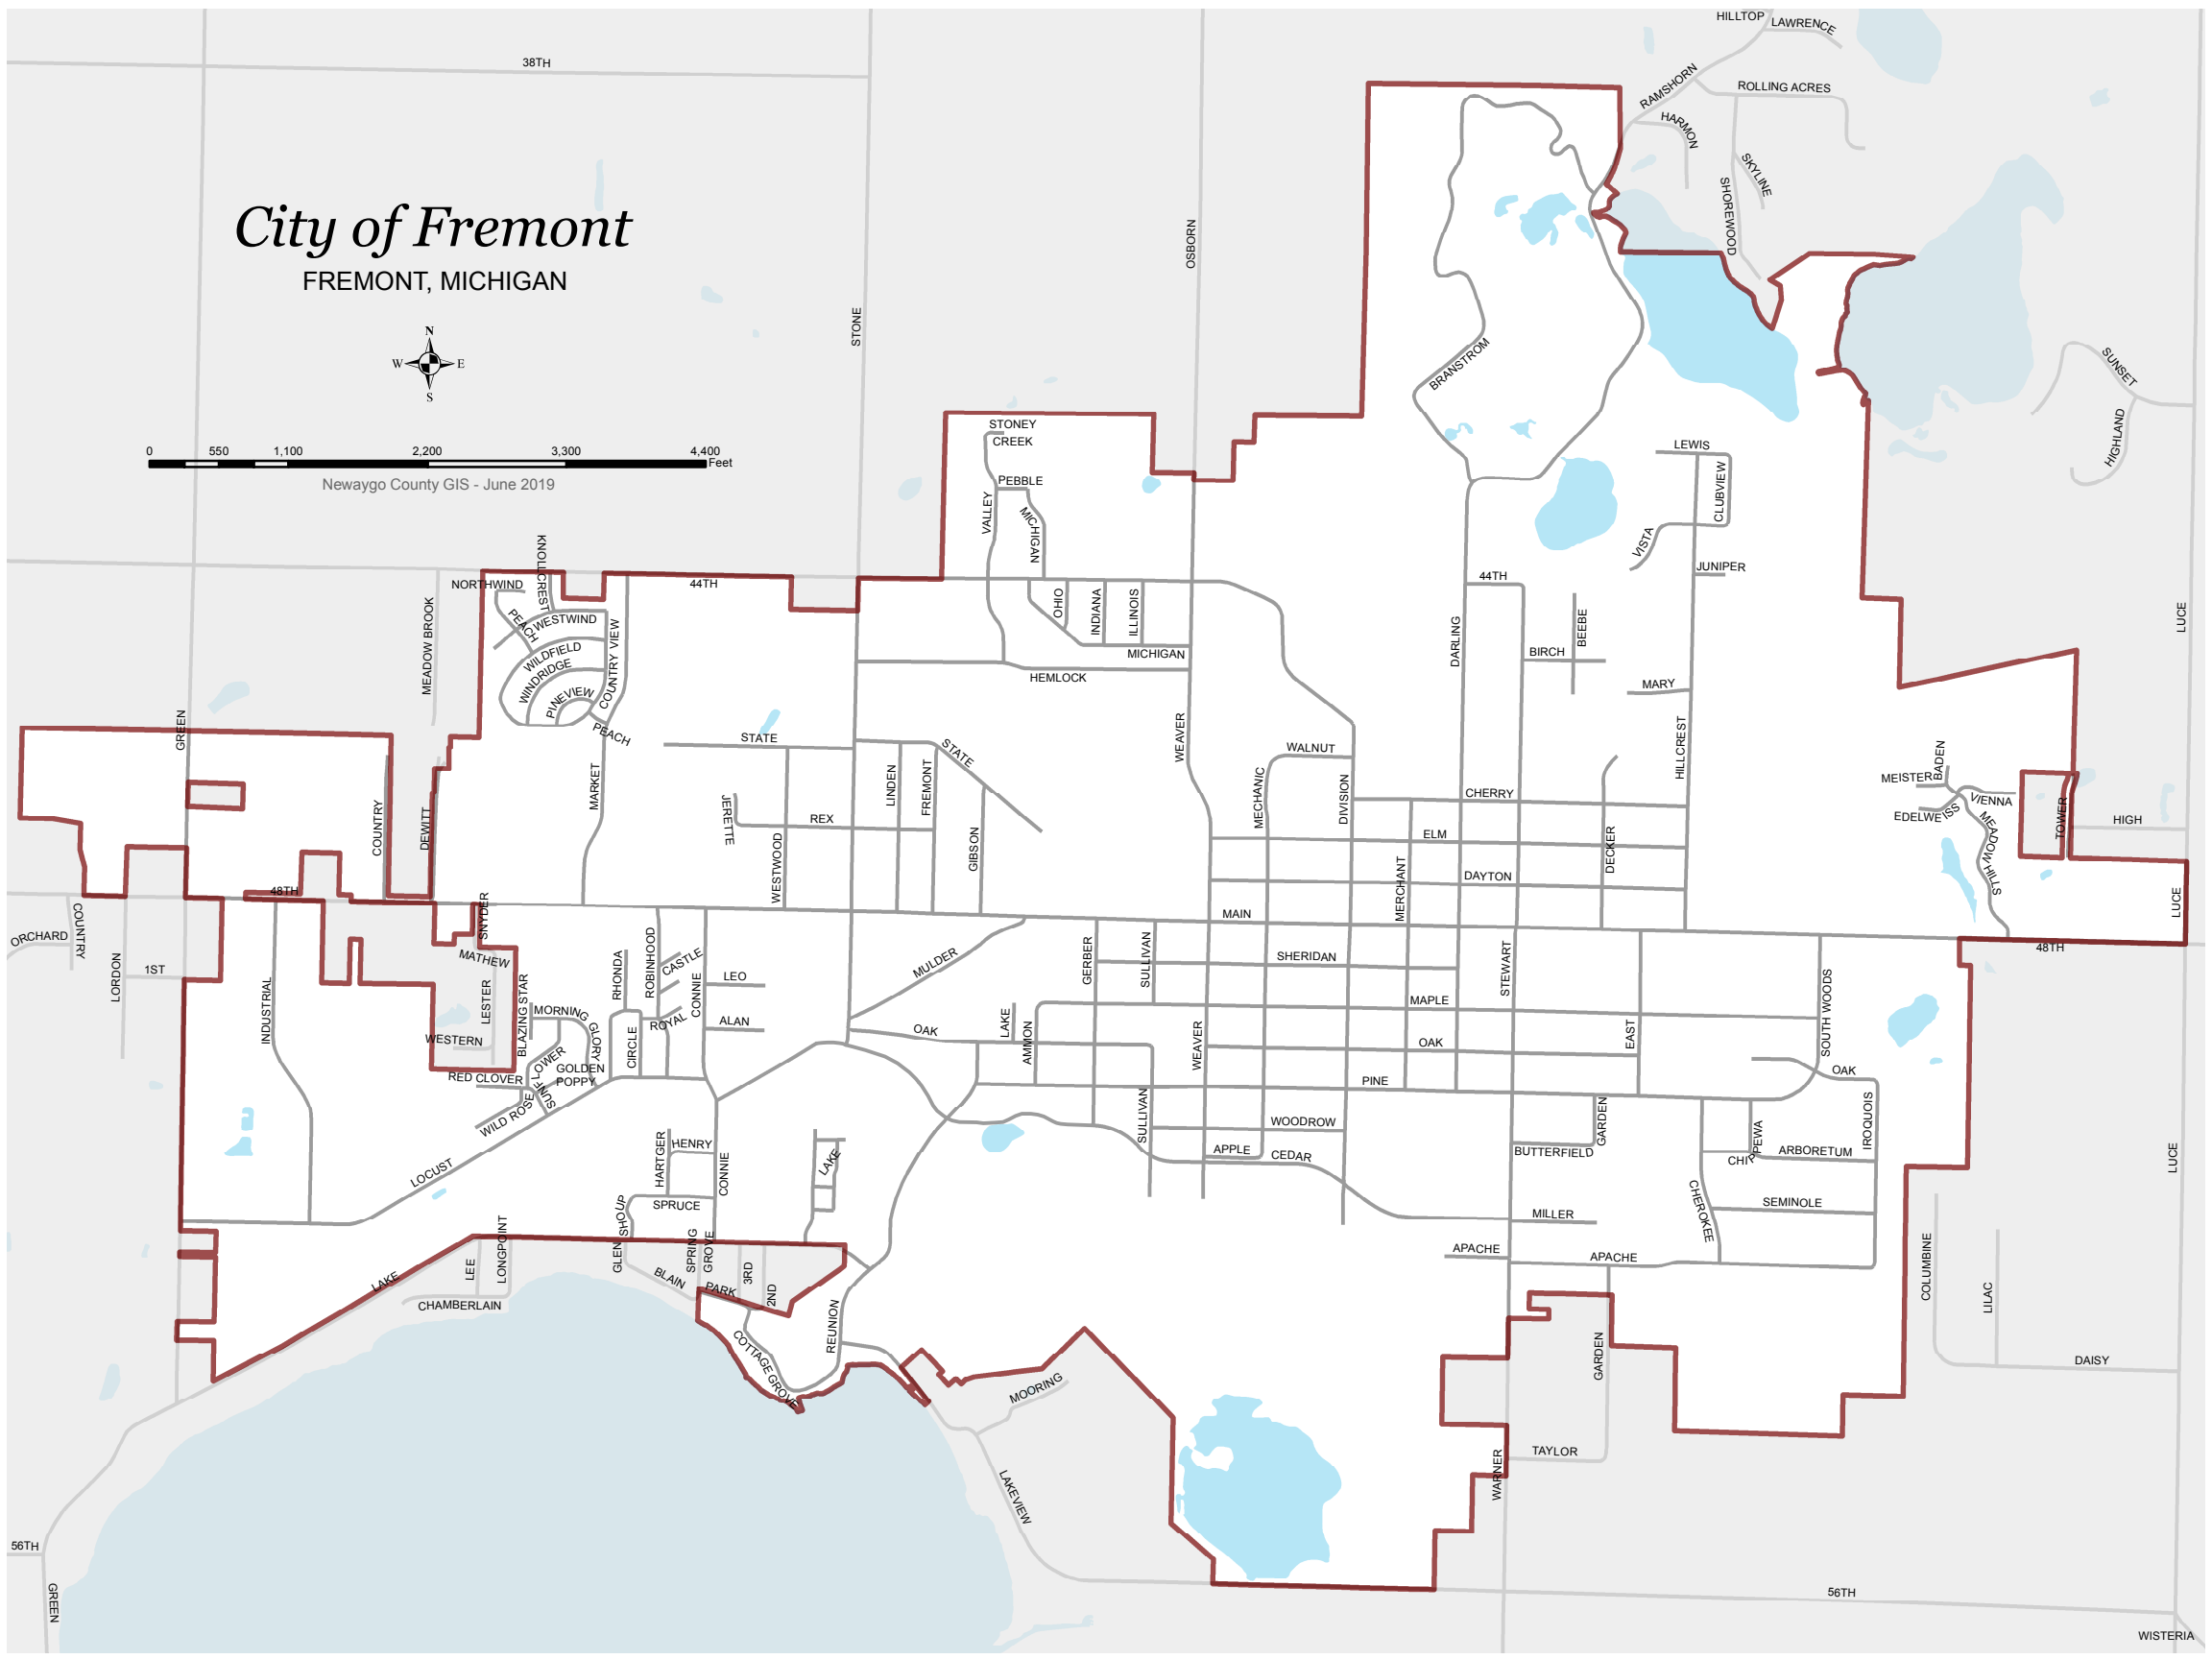 HILLTOP
LAWRENCE
38TH
RAMSHORN
ROLLING ACRES
HARMON
SKYLINE
SHOREWOOD
City of Fremont
FREMONT, MICHIGAN
OSBORN
N
W
E
S
STONE
BRANSTROM
SUNSET
HIGHLAND
0 550 1,100 2,200 3,300 4,400
Feet
Newaygo County GIS - June 2019
STONEY
CREEK
PEBBLE
VALLEY
MICHIGAN
LEWIS
CLUBVIEW
VISTA
JUNIPER
KNOLLCREST
NORTHWIND
44TH
44TH
PEACH
WESTWIND
WILDFIELD
WINDRIDGE
PINEVIEW
COUNTRY VIEW
PEACH
MEADOW BROOK
OHIO
INDIANA
ILLINOIS
MICHIGAN
HEMLOCK
DARLING
BIRCH
BEEBE
MARY
LUCE
GREEN
STATE
STATE
WEAVER
WALNUT
HILLCREST
MARKET
JERETTE
REX
WESTWOOD
LINDEN
FREMONT
GIBSON
MECHANIC
DIVISION
CHERRY
ELM
DECKER
MERCHANT
DAYTON
MEISTER
BADEN
VIENNA
EDELWEISS
MEADOW HILLS
TOWER
HIGH
COUNTRY
DEWITT
48TH
SNYDER
MAIN
LUCE
48TH
COUNTRY
ORCHARD
LORDON
1ST
INDUSTRIAL
MATHEW
LESTER
WESTERN
BLAZING STAR
MORNING GLORY
RHONDA
ROBINHOOD
CASTLE
CONNIE
LEO
ROYAL
ALAN
CIRCLE
MULDER
GERBER
SULLIVAN
SHERIDAN
STEWART
MAPLE
SOUTH WOODS
OAK
LAKE
AMMON
WEAVER
OAK
EAST
RED CLOVER
SUNFLOWER
GOLDEN
POPPY
WILD ROSE
PINE
OAK
IROQUOIS
LOCUST
HARTGER
HENRY
CONNIE
LAKE
SULLIVAN
WOODROW
APPLE
CEDAR
GARDEN
BUTTERFIELD
CHIPPEWA
ARBORETUM
CHEROKEE
SEMINOLE
LUCE
SPRUCE
GLEN SHOUP
MILLER
APACHE
APACHE
LONGPOINT
LEE
LAKE
CHAMBERLAIN
BLAIN
SPRING
GROVE
PARK
3RD
2ND
REUNION
COTTAGE GROVE
COLUMBINE
LILAC
DAISY
GARDEN
MOORING
LAKEVIEW
WARNER
TAYLOR
56TH
GREEN
56TH
WISTERIA